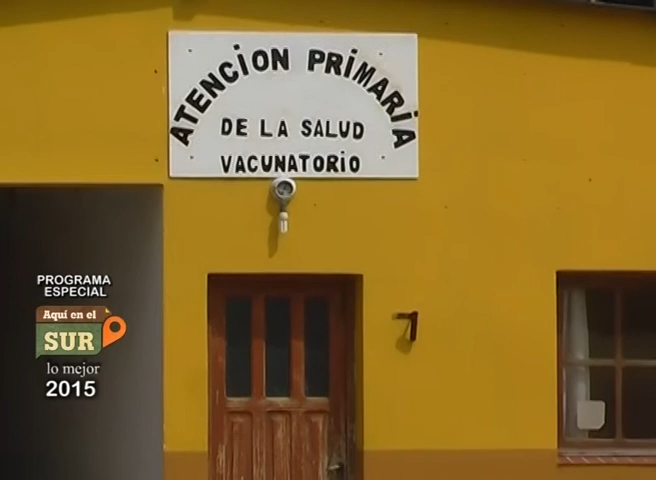 ATENCiON PRiMARiA
DE LA SALUD
VACUNATORiO
PROGRAMA
ESPECIAL
Aquí en el
SUR
lo mejor
2015